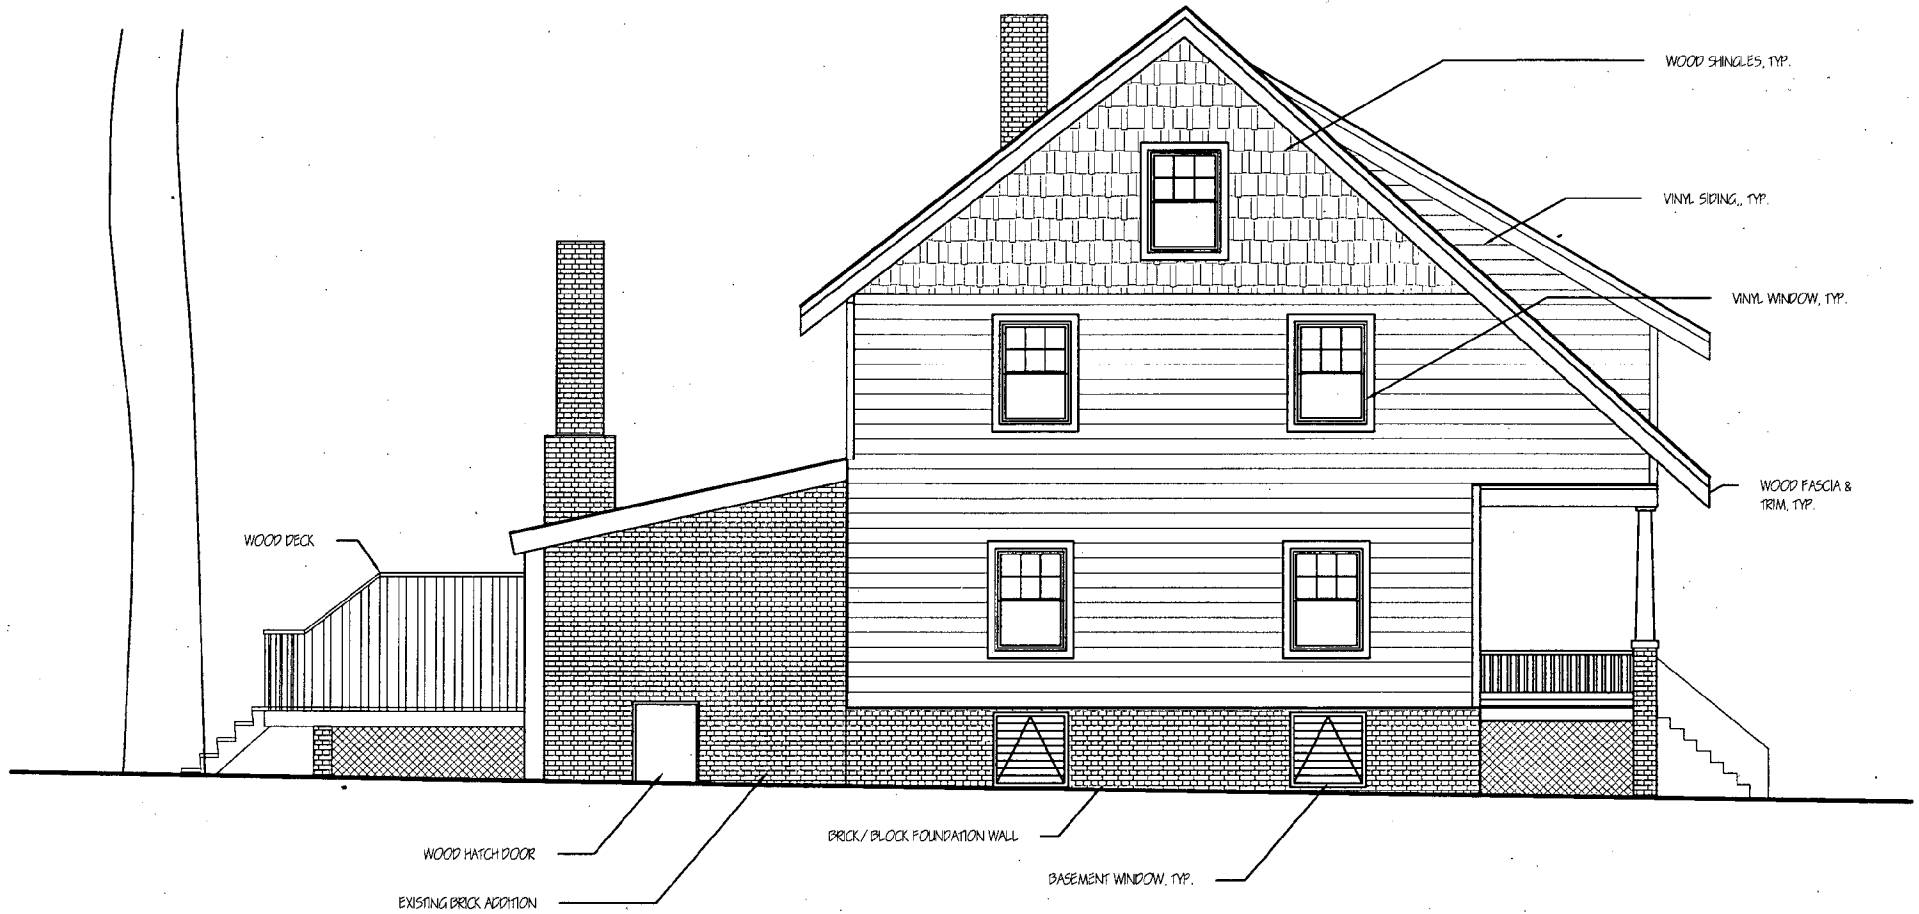 WOOD SHINGLES, TYP.
VINYL SIDING,, TYP.
VINYL WINDOW, TYP.
WOOD FASCIA &
TRIM, TYP.
WOOD DECK
BRICK/ BLOCK FOUNDATION WALL
WOOD HATCH DOOR
BASEMENT WINDOW, TYP.
EXISTING BRICK ADDITION